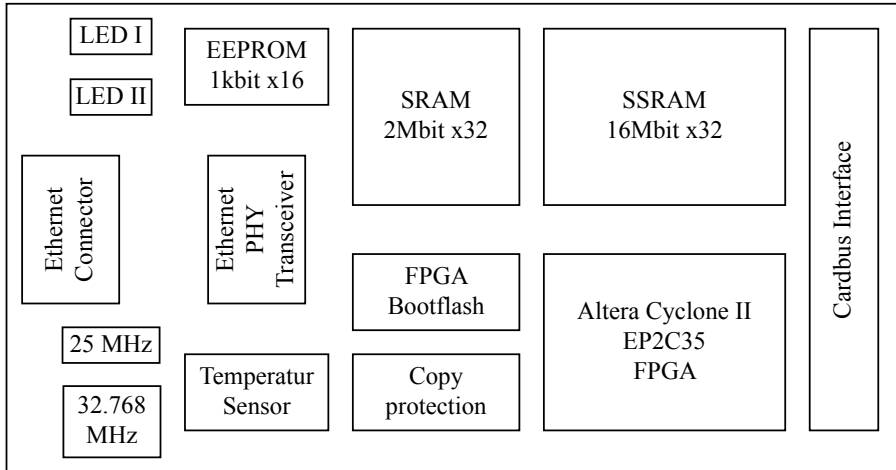 LED I
LED II
EEPROM
1kbit x16
SRAM
2Mbit x32
SSRAM
16Mbit x32
Ethernet
Connector
Ethernet
PHY
Transceiver
FPGA
Bootflash
Altera Cyclone II
EP2C35
FPGA
Cardbus Interface
25 MHz
32.768
MHz
Temperatur
Sensor
Copy
protection